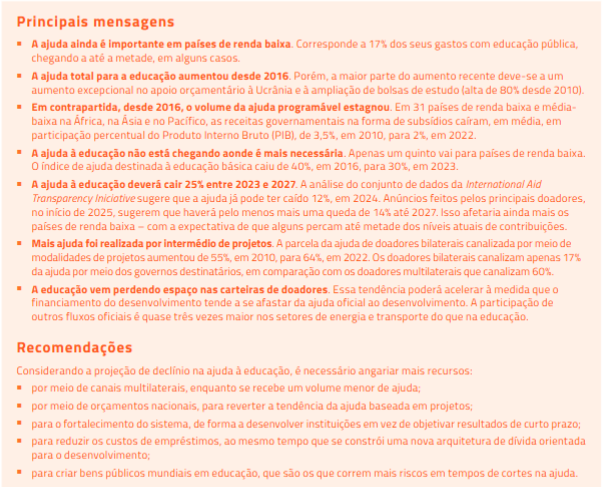 Principais mensagens
▪ A ajuda ainda é importante em países de renda baixa. Corresponde a 17% dos seus gastos com educação pública,
chegando a até a metade, em alguns casos.
▪ A ajuda total para a educação aumentou desde 2016. Porém, a maior parte do aumento recente deve-se a um
aumento excepcional no apoio orçamentário à Ucrânia e à ampliação de bolsas de estudo (alta de 80% desde 2010).
▪ Em contrapartida, desde 2016, o volume da ajuda programável estagnou. Em 31 países de renda baixa e média-
baixa na África, na Ásia e no Pacífico, as receitas governamentais na forma de subsídios caíram, em média, em
participação percentual do Produto Interno Bruto (PIB), de 3,5%, em 2010, para 2%, em 2022.
▪ A ajuda à educação não está chegando aonde é mais necessária. Apenas um quinto vai para países de renda baixa.
O índice de ajuda destinada à educação básica caiu de 40%, em 2016, para 30%, em 2023.
▪ A ajuda à educação deverá cair 25% entre 2023 e 2027. A análise do conjunto de dados da International Aid
Transparency Iniciative sugere que a ajuda já pode ter caído 12%, em 2024. Anúncios feitos pelos principais doadores,
no início de 2025, sugerem que haverá pelo menos mais uma queda de 14% até 2027. Isso afetaria ainda mais os
países de renda baixa – com a expectativa de que alguns percam até metade dos níveis atuais de contribuições.
▪ Mais ajuda foi realizada por intermédio de projetos. A parcela da ajuda de doadores bilaterais canalizada por meio de
modalidades de projetos aumentou de 55%, em 2010, para 64%, em 2022. Os doadores bilaterais canalizam apenas 17%
da ajuda por meio dos governos destinatários, em comparação com os doadores multilaterais que canalizam 60%.
▪ A educação vem perdendo espaço nas carteiras de doadores. Essa tendência poderá acelerar à medida que o
financiamento do desenvolvimento tende a se afastar da ajuda oficial ao desenvolvimento. A participação de
outros fluxos oficiais é quase três vezes maior nos setores de energia e transporte do que na educação.
Recomendações
Considerando a projeção de declínio na ajuda à educação, é necessário angariar mais recursos:
▪ por meio de canais multilaterais, enquanto se recebe um volume menor de ajuda;
▪ por meio de orçamentos nacionais, para reverter a tendência da ajuda baseada em projetos;
▪ para o fortalecimento do sistema, de forma a desenvolver instituições em vez de objetivar resultados de curto prazo;
▪ para reduzir os custos de empréstimos, ao mesmo tempo que se constrói uma nova arquitetura de dívida orientada
para o desenvolvimento;
▪ para criar bens públicos mundiais em educação, que são os que correm mais riscos em tempos de cortes na ajuda.